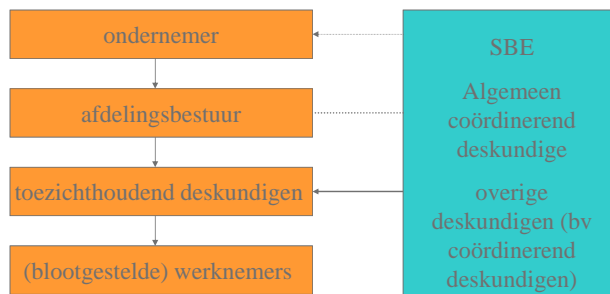 ondernemer
afdelingsbestuur
toezichthoudend deskundigen
(blootgestelde) werknemers
SBE
Algemeen
coördinerend
deskundige
overige
deskundigen (bv
coördinerend
deskundigen)